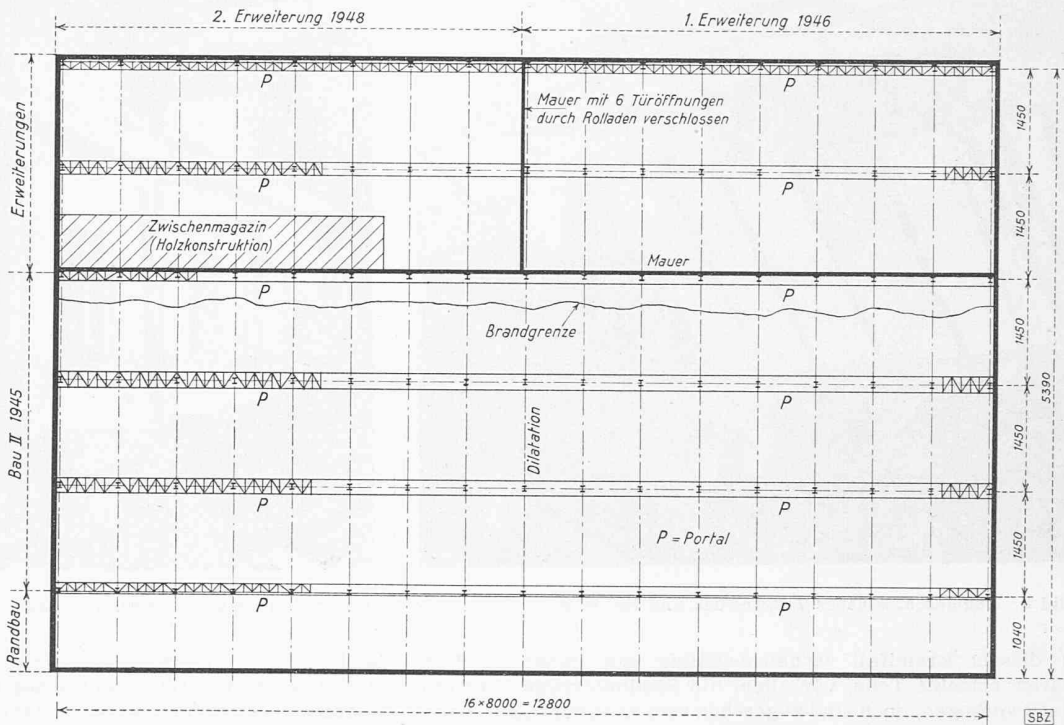 2. Erweiterung 1948
1. Erweiterung 1946
Erweiterungen
P
P
Mauer mit 6 Türöffnungen
durch Rolladen verschlossen
1450
P
P
Zwischenmagazin
(Holzkonstruktion)
1450
Mauer
P
P
Brandgrenze
1450
Bau II 1945
P
P
Dilatation
1450
5390
P
P
P = Portal
1450
Randbau
P
P
1040
16×8000 = 12800
SBZ